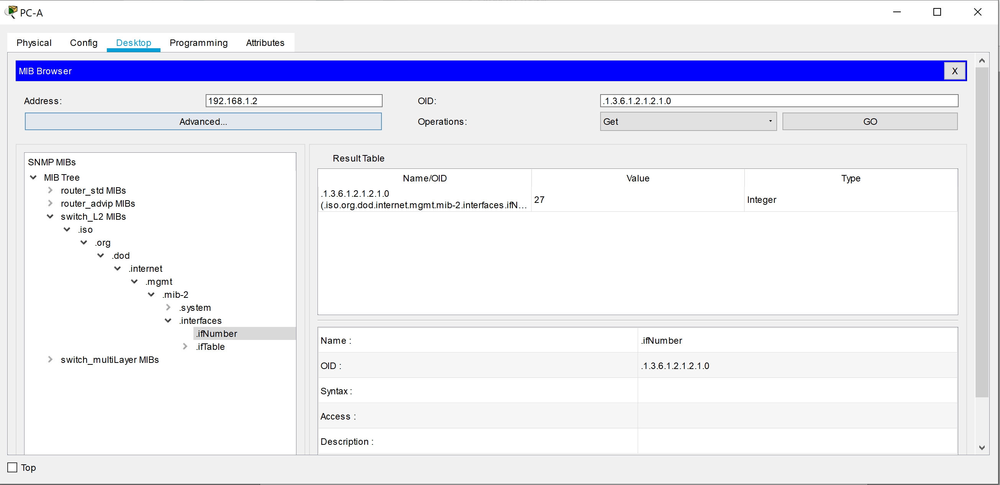 PC-A
Physical Config Desktop Programming Attributes
MIB Browser X
Address: 192.168.1.2 OID: .1.3.6.1.2.1.2.1.0
Advanced... Operations: Get GO
SNMP MIBs
MIB Tree
router_std MIBs
router_advip MIBs
switch_L2 MIBs
.iso
.org
.dod
.internet
.mgmt
.mib-2
.system
.interfaces
.ifNumber
.ifTable
switch_multiLayer MIBs
Result Table
Name/OID Value Type
.1.3.6.1.2.1.2.1.0
(.iso.org.dod.internet.mgmt.mib-2.interfaces.ifN... 27 Integer
Name : .ifNumber
OID : .1.3.6.1.2.1.2.1.0
Syntax :
Access :
Description :
Top